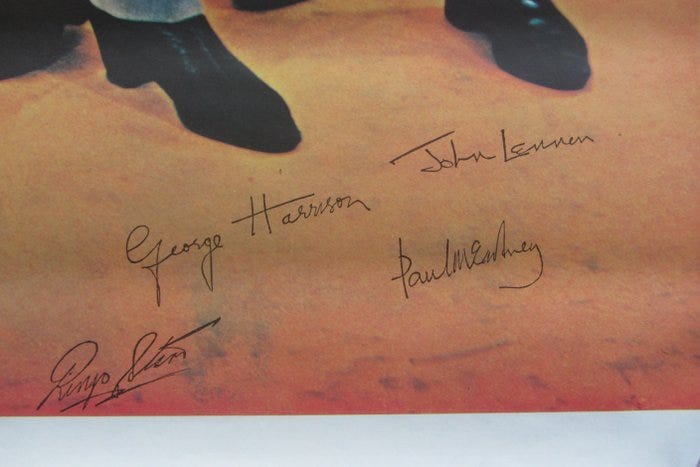 John Lennon
George Harrison
Paul McCartney
Ringo Starr